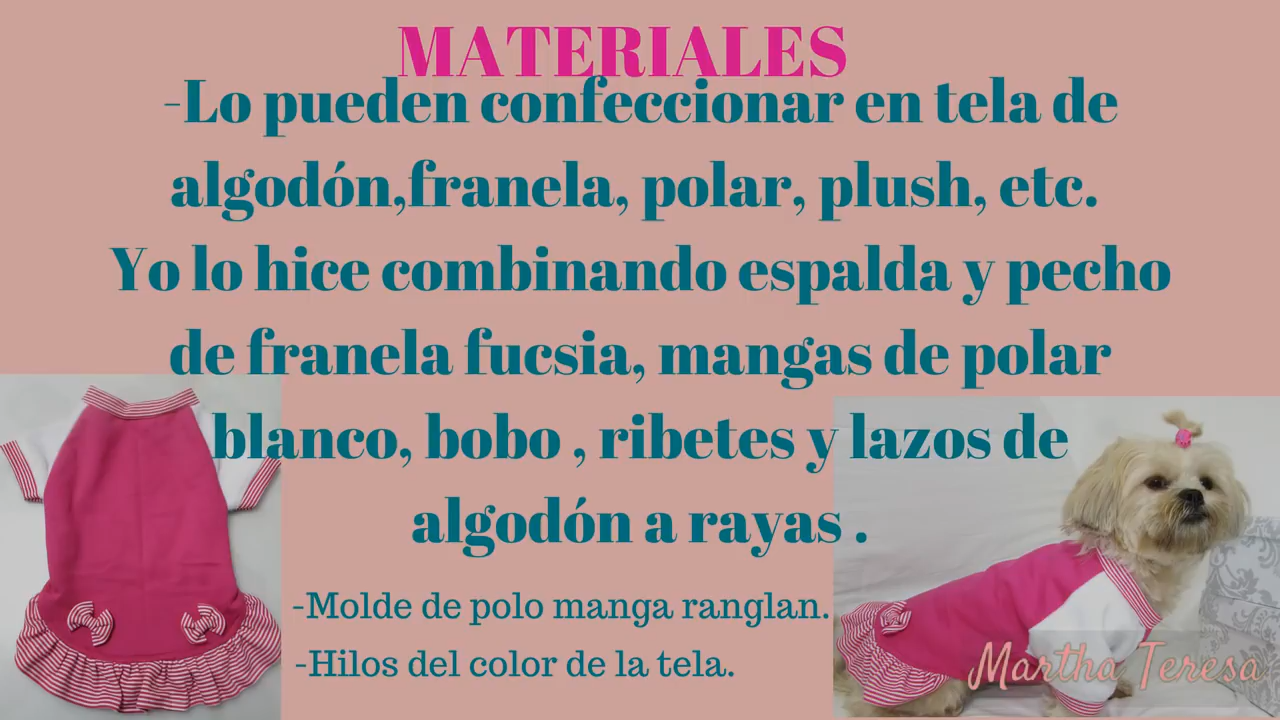 MATERIALES
-Lo pueden confeccionar en tela de
algodón,franela, polar, plush, etc.
Yo lo hice combinando espalda y pecho
de franela fucsia, mangas de polar
blanco, bobo , ribetes y lazos de
algodón a rayas .
-Molde de polo manga ranglan.
-Hilos del color de la tela.
Martha Teresa